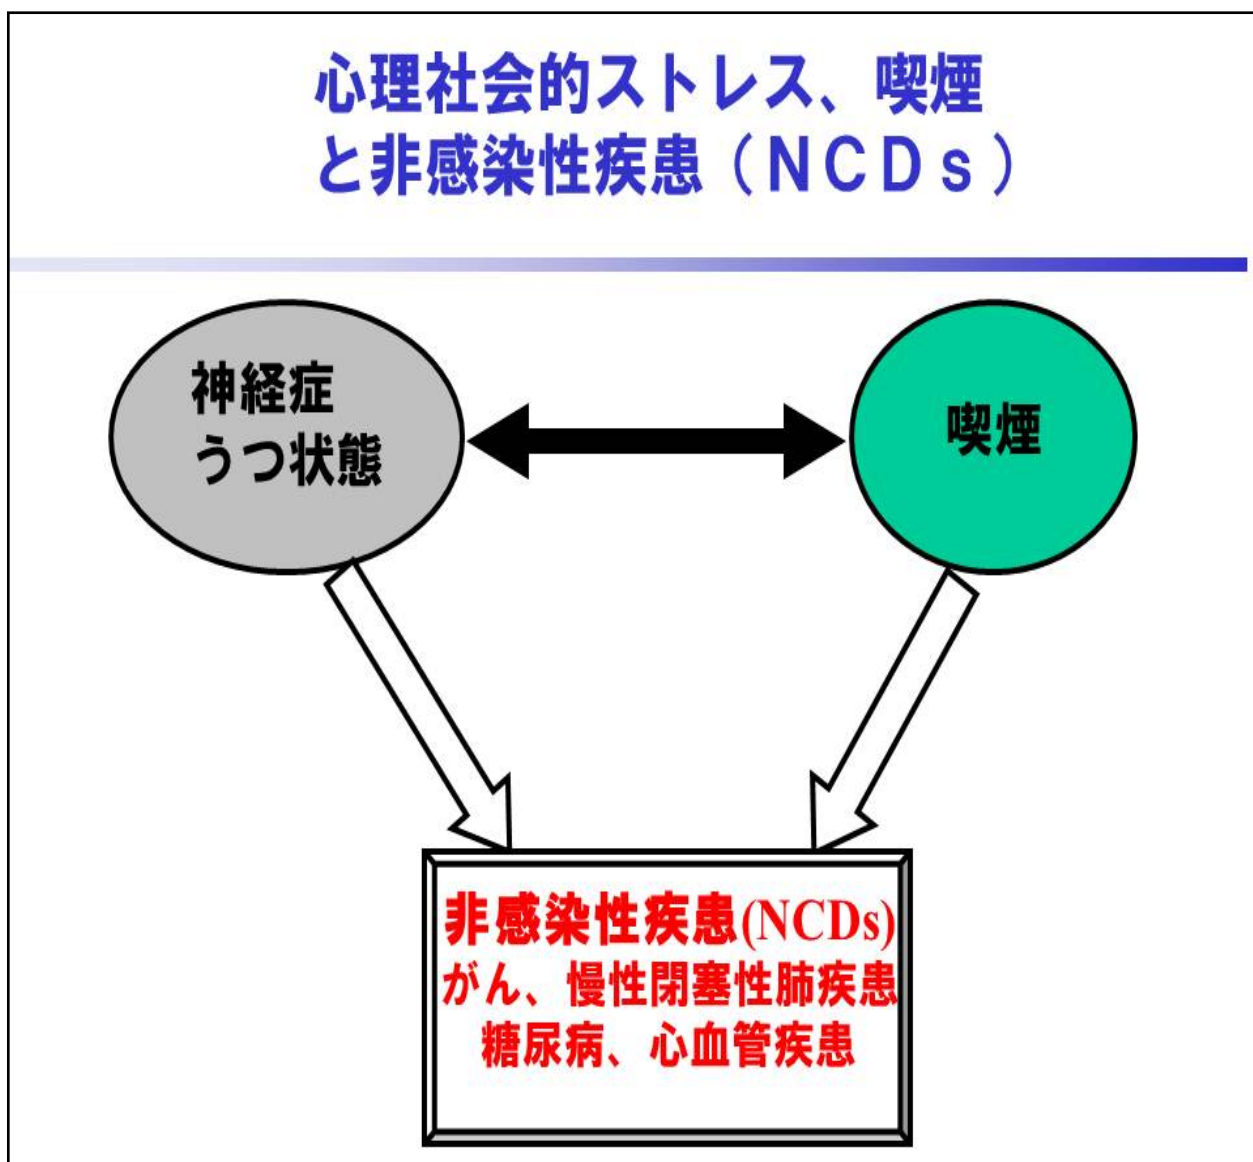 心理社会的ストレス、喫煙
と非感染性疾患（ＮＣＤｓ）
神経症
うつ状態
喫煙
非感染性疾患(NCDs)
がん、慢性閉塞性肺疾患
糖尿病、心血管疾患